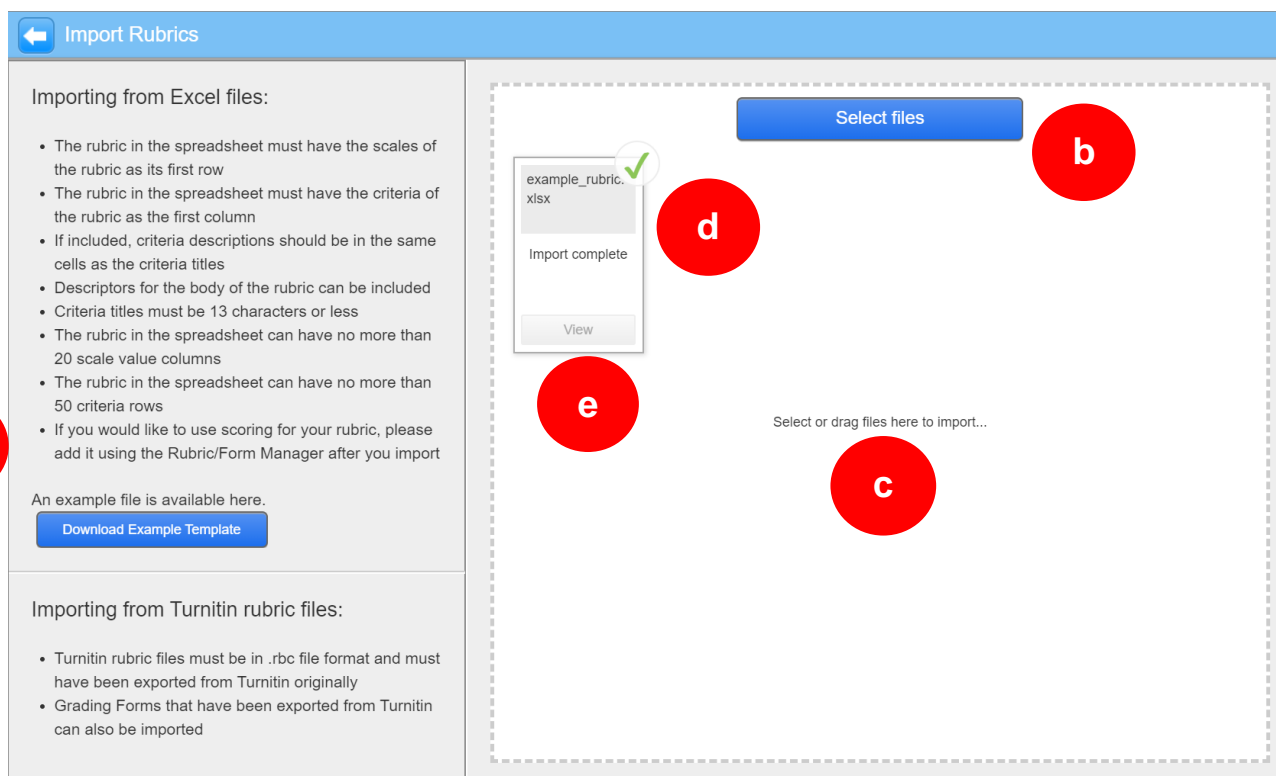 Import Rubrics
Importing from Excel files:
• The rubric in the spreadsheet must have the scales of
the rubric as its first row
• The rubric in the spreadsheet must have the criteria of
the rubric as the first column
• If included, criteria descriptions should be in the same
cells as the criteria titles
• Descriptors for the body of the rubric can be included
• Criteria titles must be 13 characters or less
• The rubric in the spreadsheet can have no more than
20 scale value columns
• The rubric in the spreadsheet can have no more than
50 criteria rows
• If you would like to use scoring for your rubric, please
add it using the Rubric/Form Manager after you import
An example file is available here.
Download Example Template
Importing from Turnitin rubric files:
• Turnitin rubric files must be in .rbc file format and must
have been exported from Turnitin originally
• Grading Forms that have been exported from Turnitin
can also be imported
Select files
b
example_rubric.
xlsx
d
Import complete
View
e
Select or drag files here to import...
c